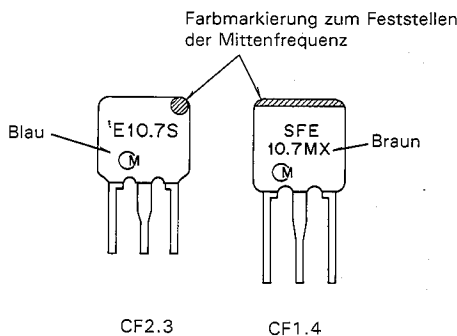 Farbmarkierung zum Feststellen
der Mittenfrequenz
Blau
E10.7S
M
SFE
10.7MX
M
Braun
CF2.3
CF1.4